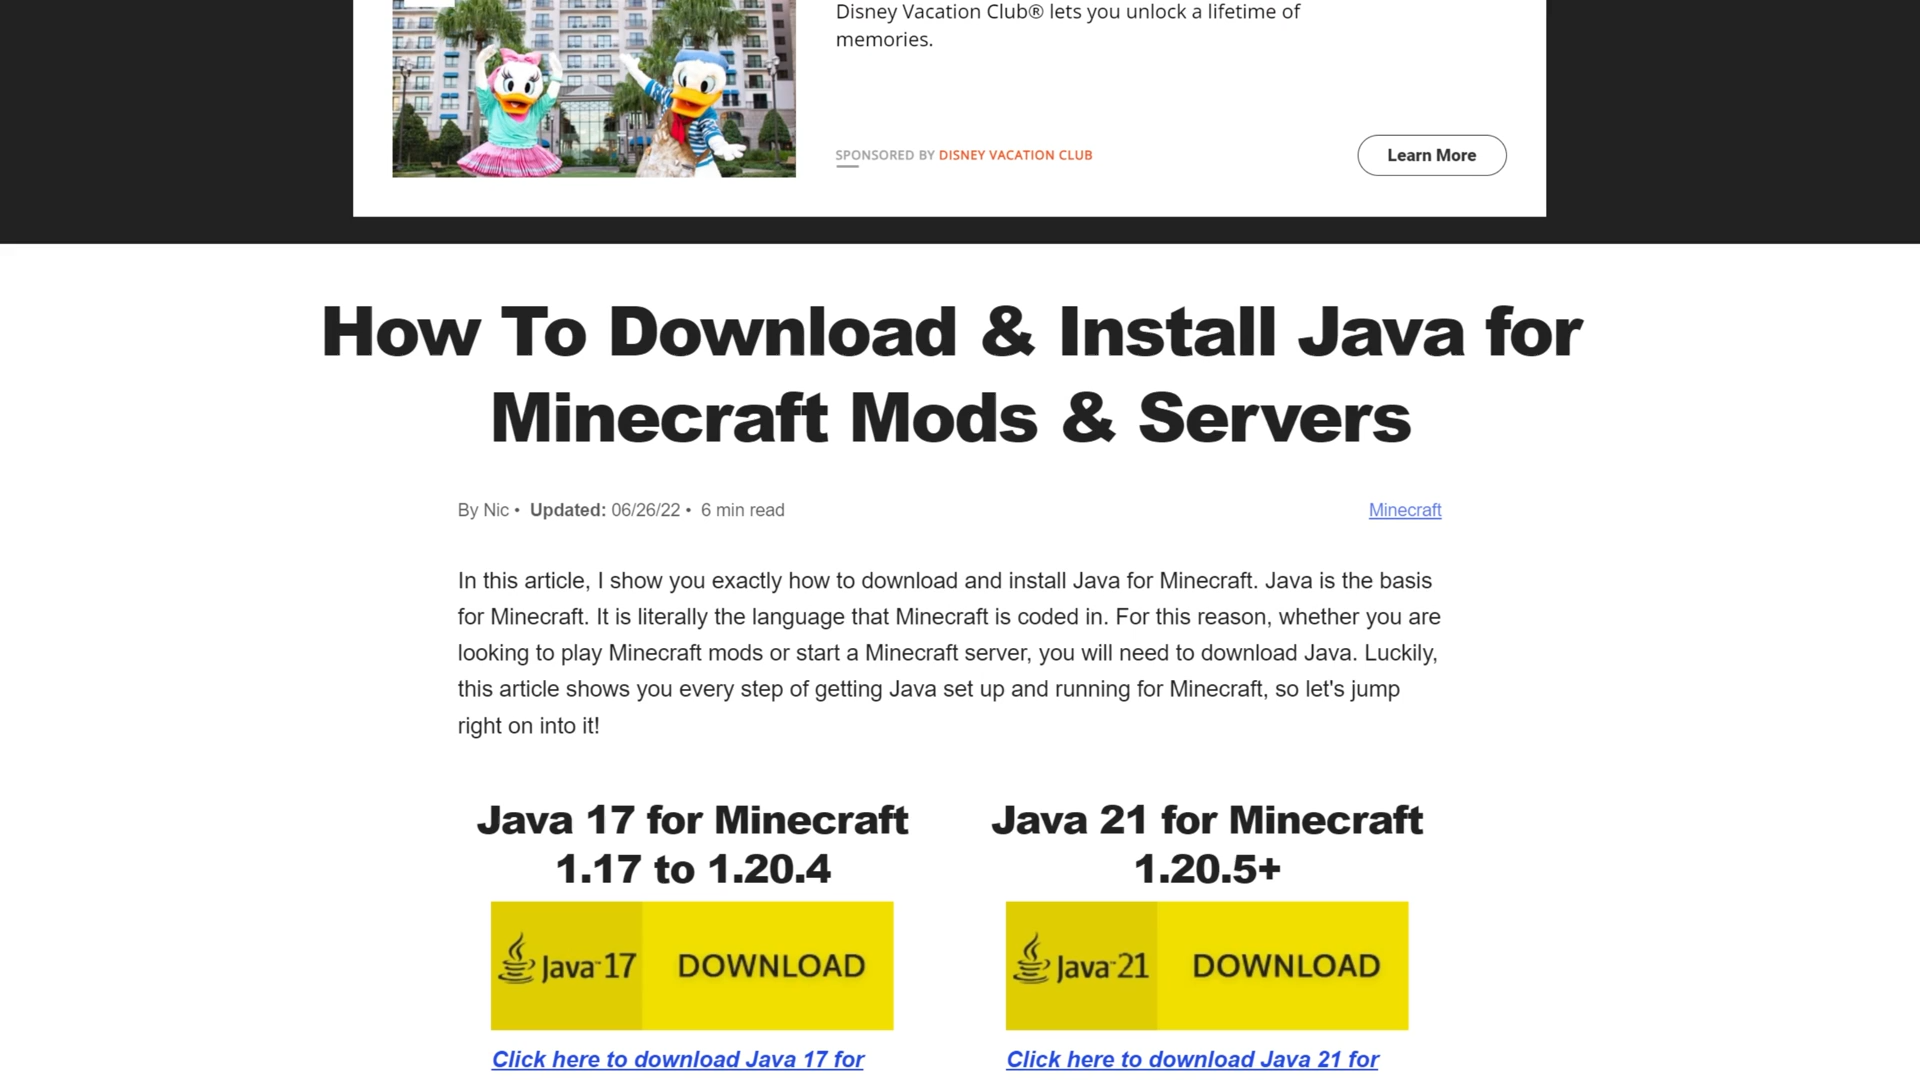 Disney Vacation Club® lets you unlock a lifetime of
memories.
SPONSORED BY DISNEY VACATION CLUB
Learn More
How To Download & Install Java for
Minecraft Mods & Servers
By Nic • Updated: 06/26/22 • 6 min read
Minecraft
In this article, I show you exactly how to download and install Java for Minecraft. Java is the basis
for Minecraft. It is literally the language that Minecraft is coded in. For this reason, whether you are
looking to play Minecraft mods or start a Minecraft server, you will need to download Java. Luckily,
this article shows you every step of getting Java set up and running for Minecraft, so let's jump
right on into it!
Java 17 for Minecraft
1.17 to 1.20.4
Java™17 DOWNLOAD
Click here to download Java 17 for
Java 21 for Minecraft
1.20.5+
Java™21 DOWNLOAD
Click here to download Java 21 for